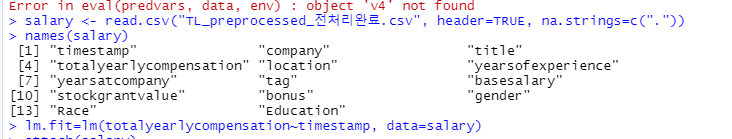 Error in eval(predvars, data, env) : object 'v4' not found
> salary <- read.csv("TL_preprocessed_전처리완료.csv", header=TRUE, na.strings=c("."))
> names(salary)
[1] "timestamp" "company" "title"
[4] "totalyearlycompensation" "location" "yearsofexperience"
[7] "yearsatcompany" "tag" "basesalary"
[10] "stockgrantvalue" "bonus" "gender"
[13] "Race" "Education"
> lm.fit=lm(totalyearlycompensation~timestamp, data=salary)